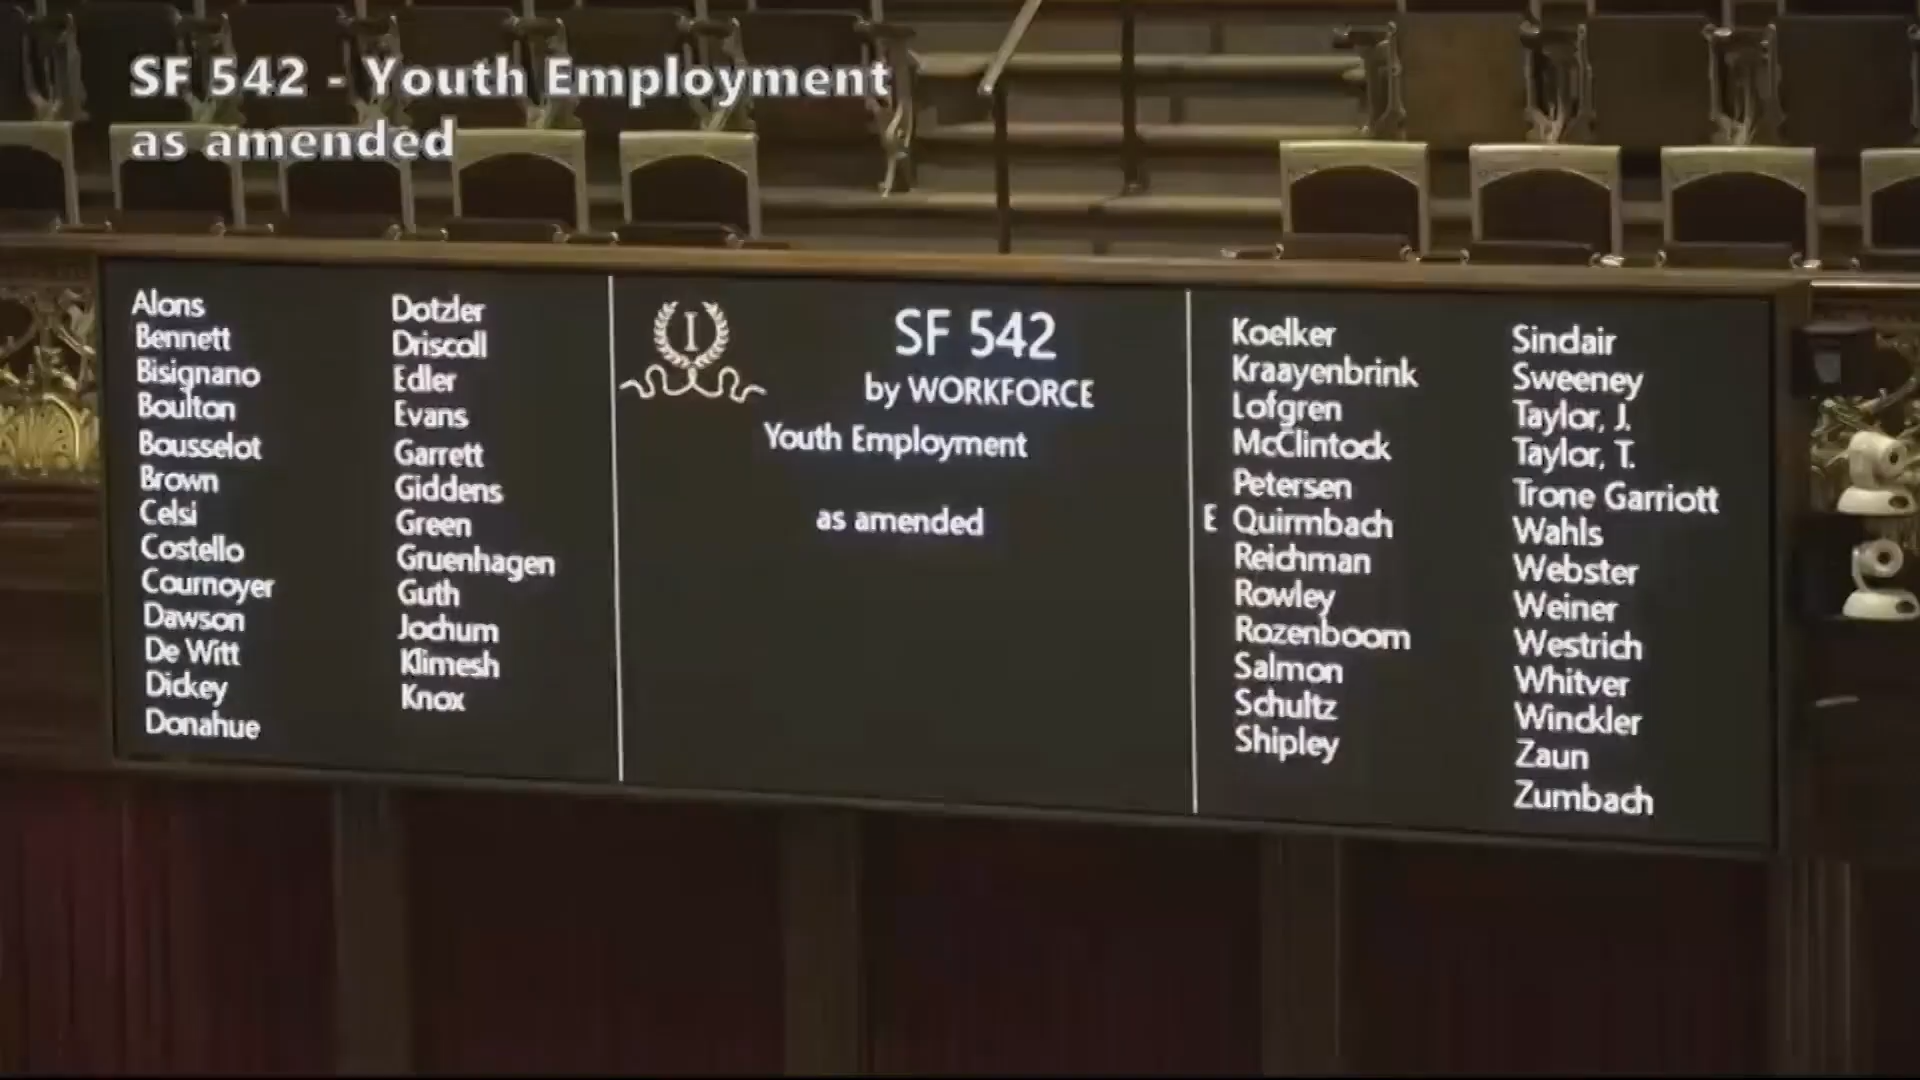 SF 542 - Youth Employment
as amended
Alons
Bennett
Bisignano
Boulton
Bousselot
Brown
Celsi
Costello
Cournoyer
Dawson
De Witt
Dickey
Donahue
Dotzler
Driscoll
Edler
Evans
Garrett
Giddens
Green
Gruenhagen
Guth
Jochum
Klimesh
Knox
I
SF 542
by WORKFORCE
Youth Employment
as amended
Koelker
Kraayenbrink
Lofgren
McClintock
Petersen
E Quirmbach
Reichman
Rowley
Rozenboom
Salmon
Schultz
Shipley
Sinclair
Sweeney
Taylor, J.
Taylor, T.
Trone Garriott
Wahls
Webster
Weiner
Westrich
Whitver
Winckler
Zaun
Zumbach